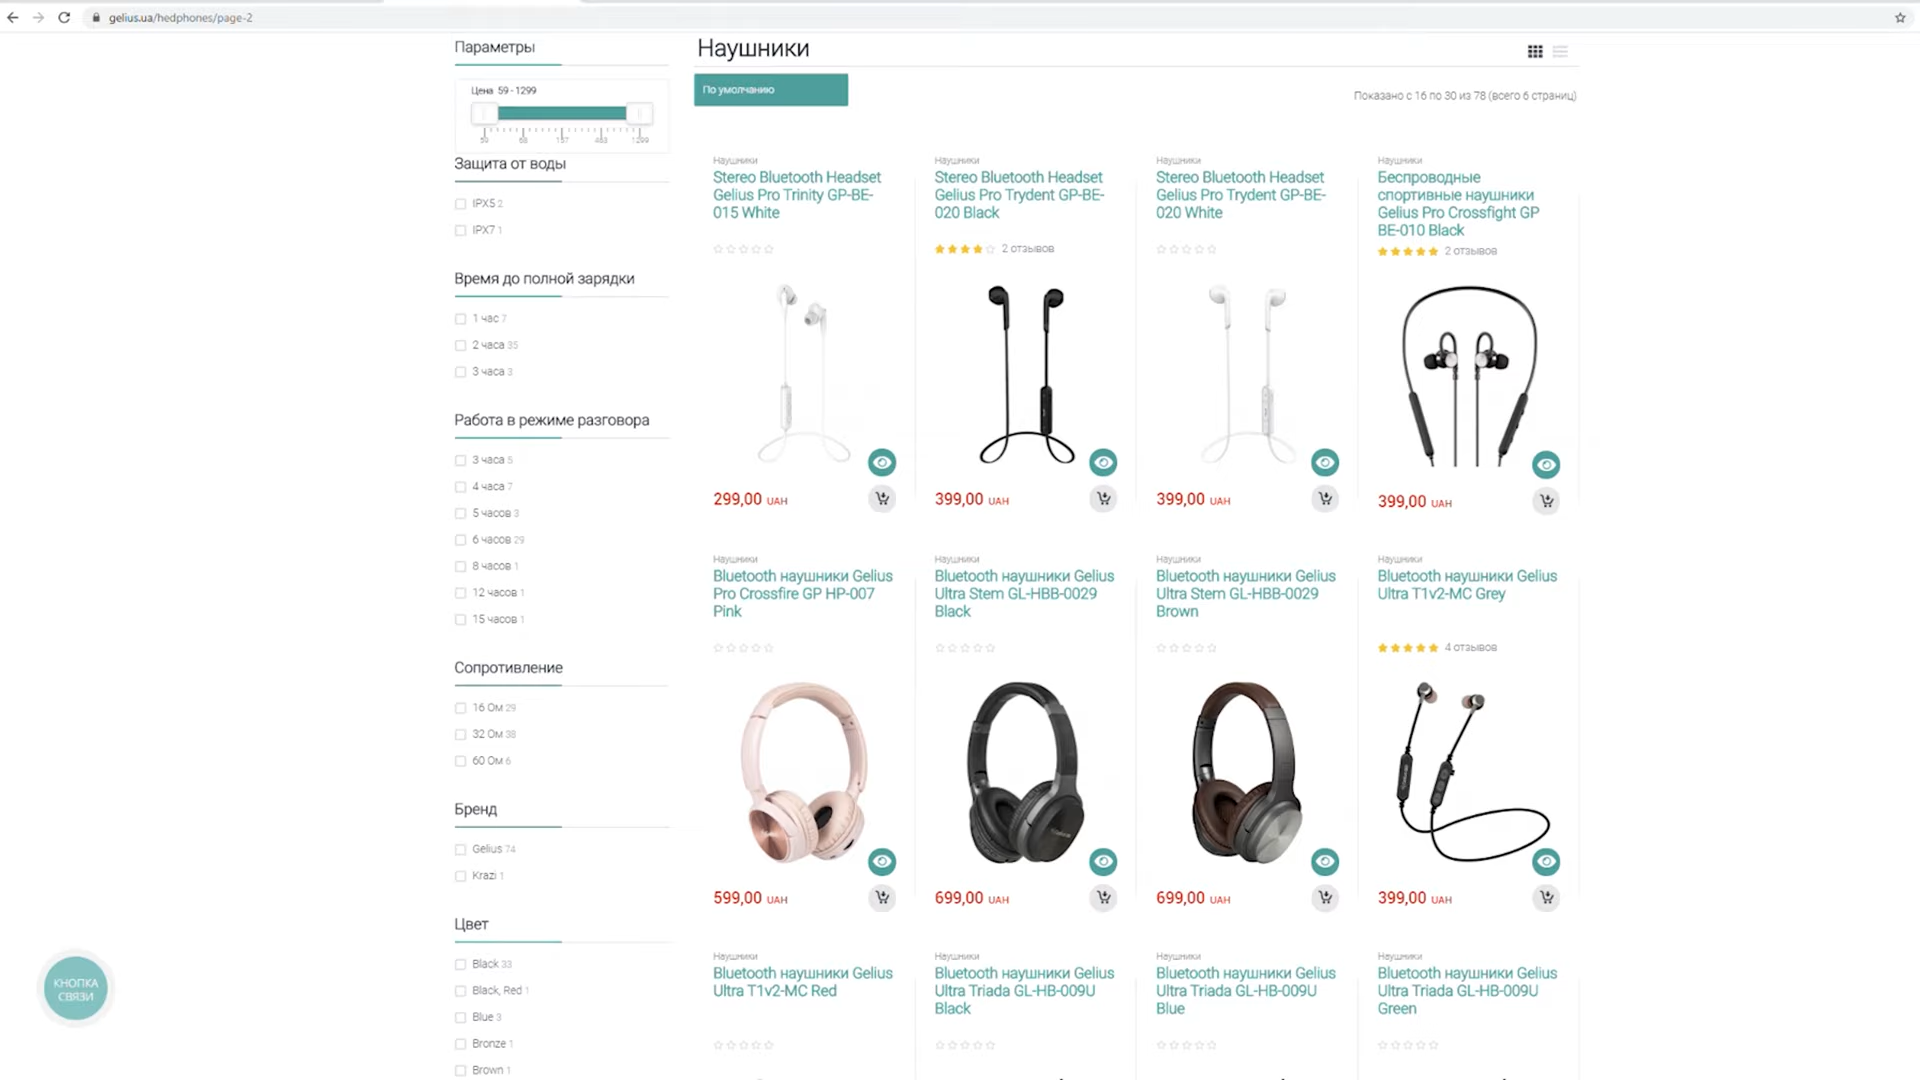 gelius.ua/hedphones/page-2
Параметры
Цена 59 - 1299
59 68 157 463 1299
Защита от воды
IPX5 2
IPX7 1
Время до полной зарядки
1 час 7
2 часа 35
3 часа 3
Работа в режиме разговора
3 часа 5
4 часа 7
5 часов 3
6 часов 29
8 часов 1
12 часов 1
15 часов 1
Сопротивление
16 Ом 29
32 Ом 38
60 Ом 6
Бренд
Gelius 74
Krazi 1
Цвет
Black 33
Black, Red 1
Blue 3
Bronze 1
Brown 1
КНОПКА
СВЯЗИ
Наушники
По умолчанию
Показано с 16 по 30 из 78 (всего 6 страниц)
Наушники
Stereo Bluetooth Headset
Gelius Pro Trinity GP-BE-
015 White
299,00 UAH
Наушники
Stereo Bluetooth Headset
Gelius Pro Trydent GP-BE-
020 Black
2 отзывов
399,00 UAH
Наушники
Stereo Bluetooth Headset
Gelius Pro Trydent GP-BE-
020 White
399,00 UAH
Наушники
Беспроводные
спортивные наушники
Gelius Pro Crossfight GP
BE-010 Black
2 отзывов
399,00 UAH
Наушники
Bluetooth наушники Gelius
Pro Crossfire GP HP-007
Pink
599,00 UAH
Наушники
Bluetooth наушники Gelius
Ultra Stem GL-HBB-0029
Black
699,00 UAH
Наушники
Bluetooth наушники Gelius
Ultra Stem GL-HBB-0029
Brown
699,00 UAH
Наушники
Bluetooth наушники Gelius
Ultra T1v2-MC Grey
4 отзывов
399,00 UAH
Наушники
Bluetooth наушники Gelius
Ultra T1v2-MC Red
Наушники
Bluetooth наушники Gelius
Ultra Triada GL-HB-009U
Black
Наушники
Bluetooth наушники Gelius
Ultra Triada GL-HB-009U
Blue
Наушники
Bluetooth наушники Gelius
Ultra Triada GL-HB-009U
Green